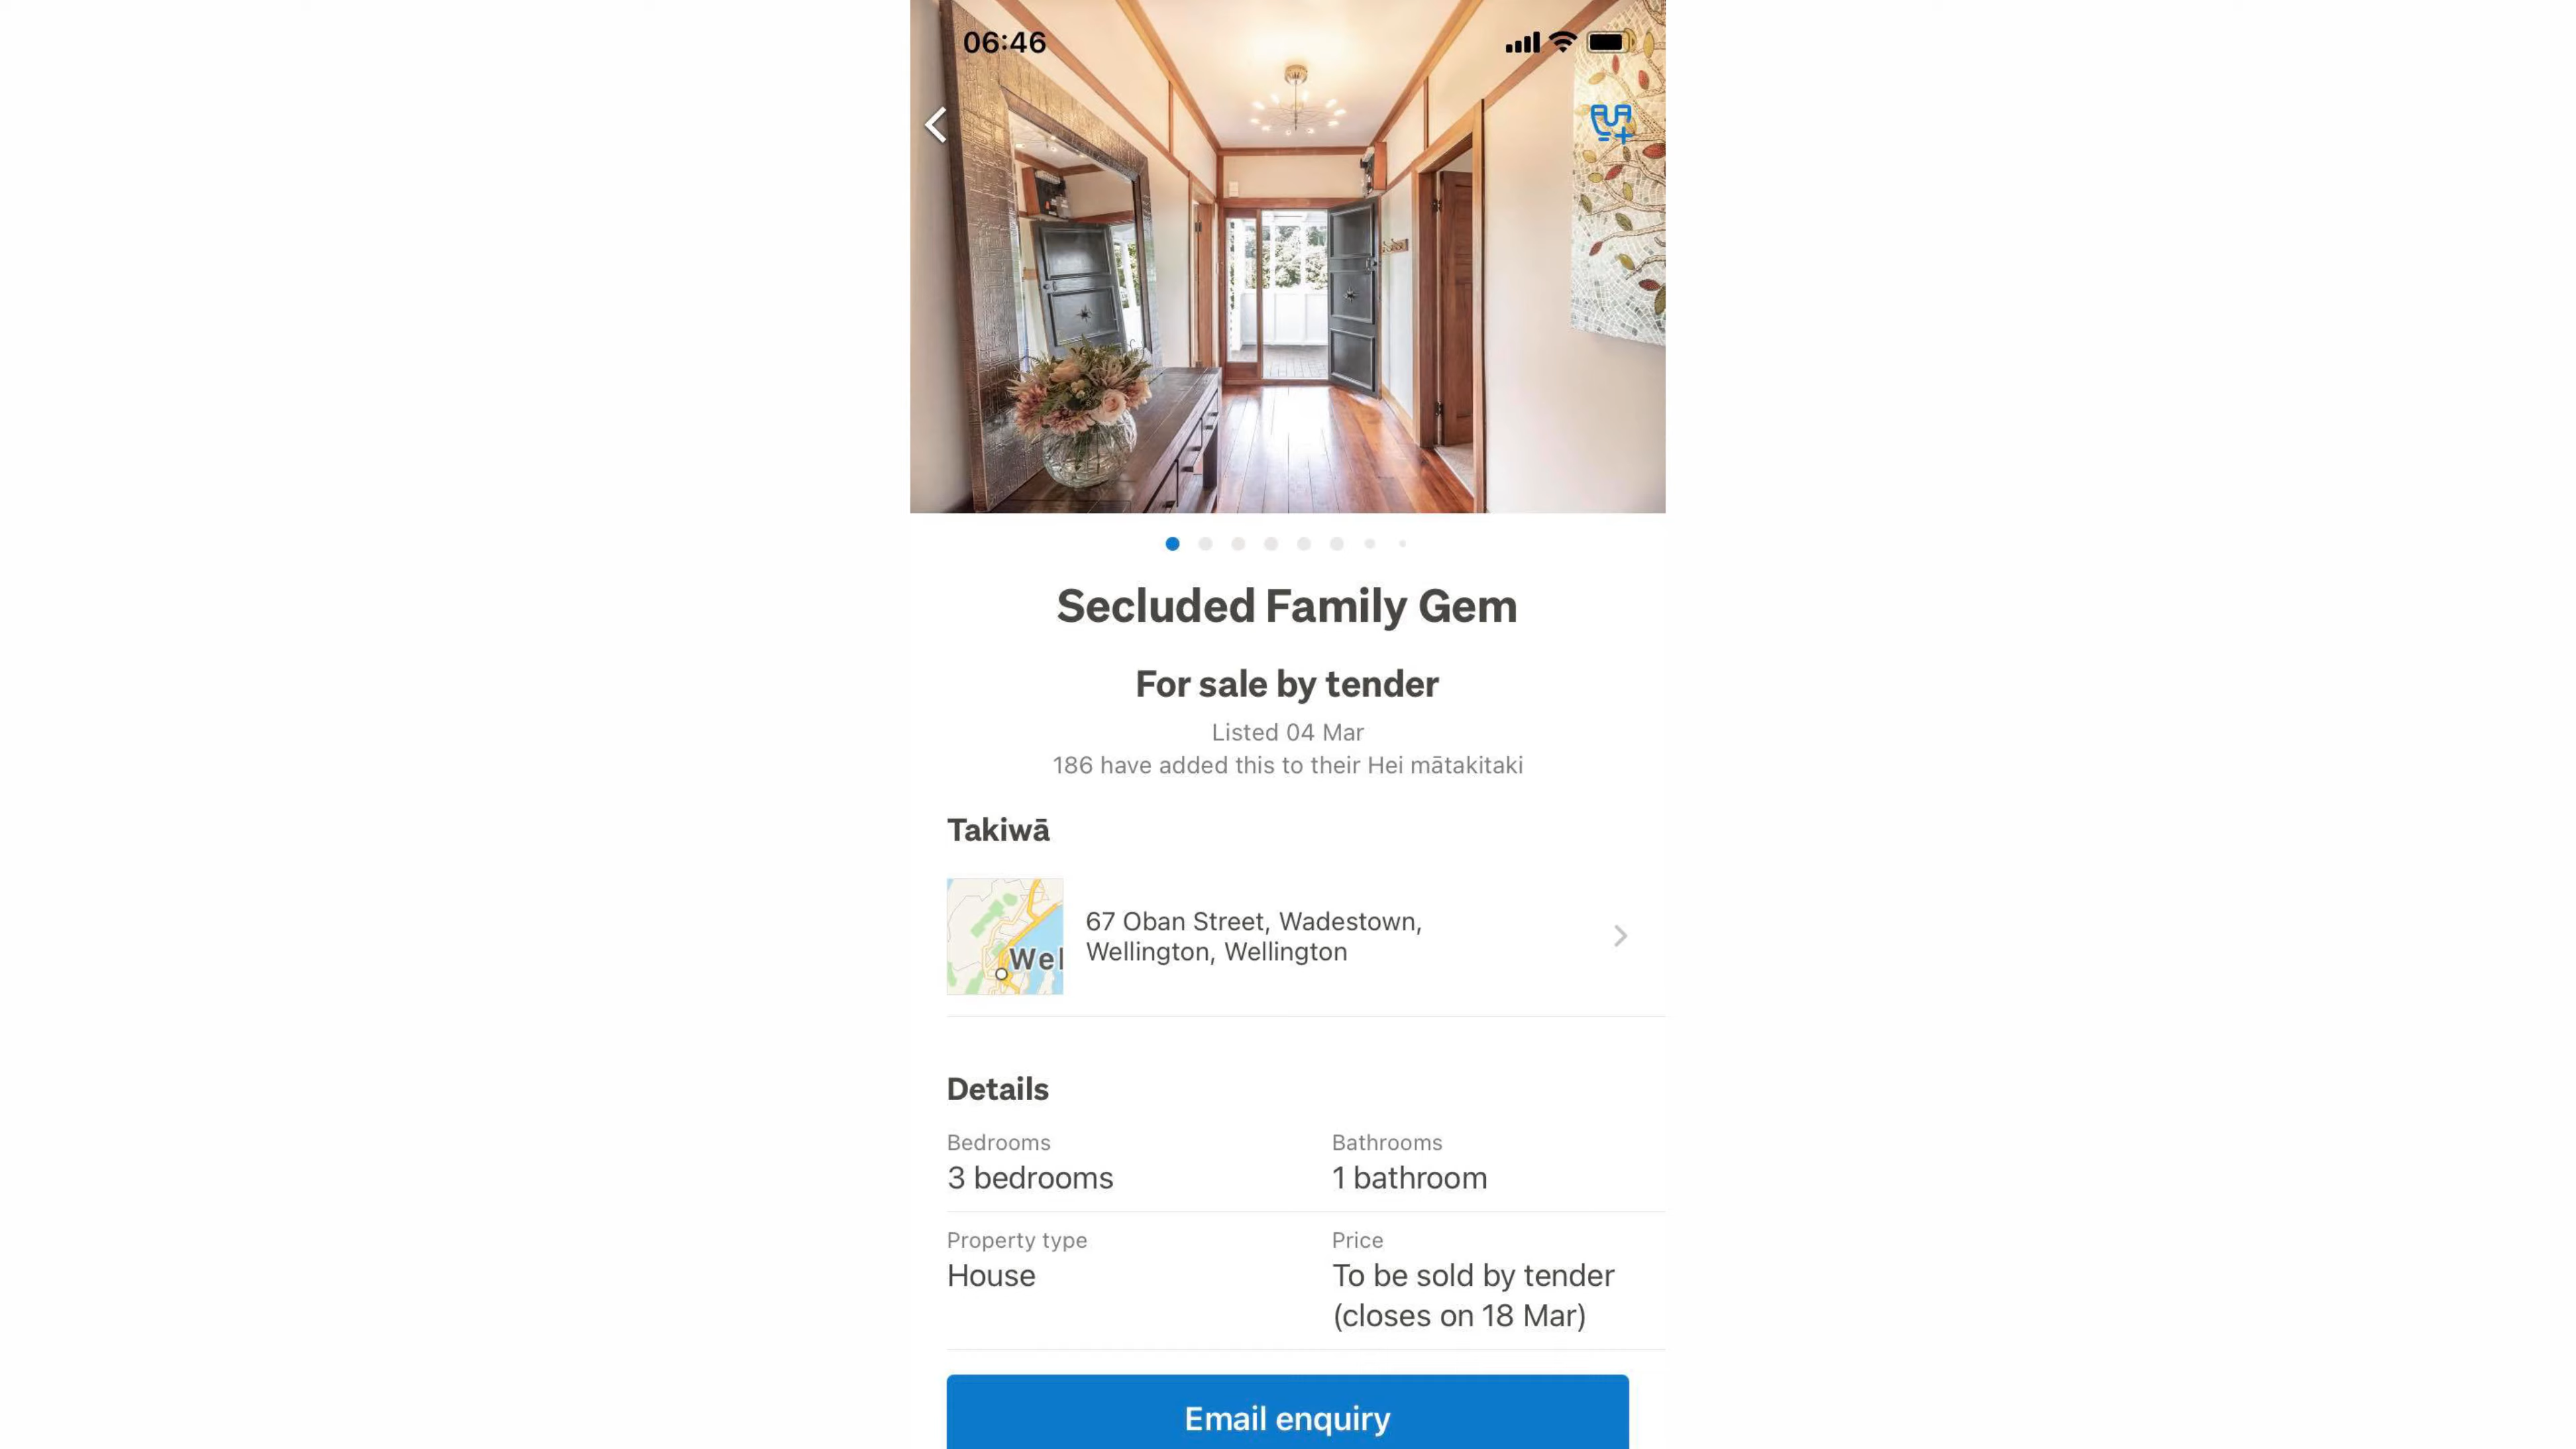 06:46
Secluded Family Gem
For sale by tender
Listed 04 Mar
186 have added this to their Hei mātakitaki
Takiwā
Wel
67 Oban Street, Wadestown,
Wellington, Wellington
Details
Bedrooms
3 bedrooms
Bathrooms
1 bathroom
Property type
House
Price
To be sold by tender
(closes on 18 Mar)
Email enquiry